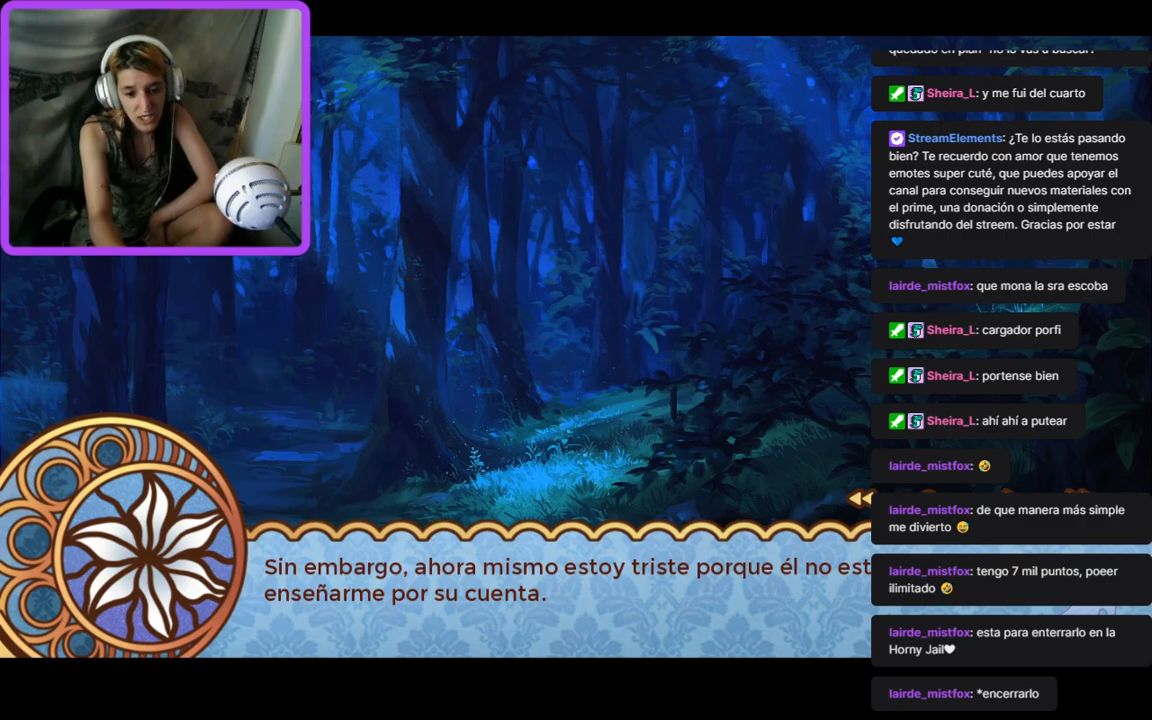 quedado en plan "no lo vas a buscar?"
Sheira_L: y me fui del cuarto
StreamElements: ¿Te lo estás pasando
bien? Te recuerdo con amor que tenemos
emotes super cuté, que puedes apoyar el
canal para conseguir nuevos materiales con
el prime, una donación o simplemente
disfrutando del streem. Gracias por estar
💙
lairde_mistfox: que mona la sra escoba
Sheira_L: cargador porfi
Sheira_L: portense bien
Sheira_L: ahí ahí a putear
lairde_mistfox: 🤣
lairde_mistfox: de que manera más simple
me divierto 😅
lairde_mistfox: tengo 7 mil puntos, poeer
ilimitado 🤣
lairde_mistfox: esta para enterrarlo en la
Horny Jail🤍
lairde_mistfox: *encerrarlo
Sin embargo, ahora mismo estoy triste porque él no est
enseñarme por su cuenta.